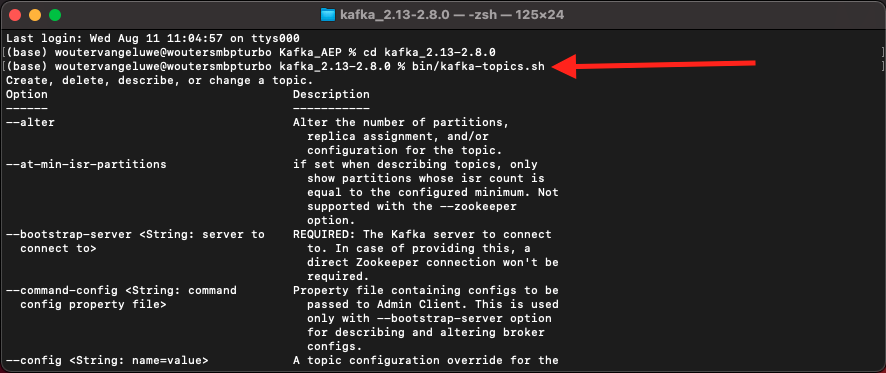 kafka_2.13-2.8.0 — -zsh — 125×24
Last login: Wed Aug 11 11:04:57 on ttys000
[(base) woutervangeluwe@woutersmbpturbo Kafka_AEP % cd kafka_2.13-2.8.0 ]
[(base) woutervangeluwe@woutersmbpturbo kafka_2.13-2.8.0 % bin/kafka-topics.sh ]
Create, delete, describe, or change a topic.
Option Description
------ -----------
--alter Alter the number of partitions,
replica assignment, and/or
configuration for the topic.
--at-min-isr-partitions if set when describing topics, only
show partitions whose isr count is
equal to the configured minimum. Not
supported with the --zookeeper
option.
--bootstrap-server <String: server to REQUIRED: The Kafka server to connect
connect to> to. In case of providing this, a
direct Zookeeper connection won't be
required.
--command-config <String: command Property file containing configs to be
config property file> passed to Admin Client. This is used
only with --bootstrap-server option
for describing and altering broker
configs.
--config <String: name=value> A topic configuration override for the